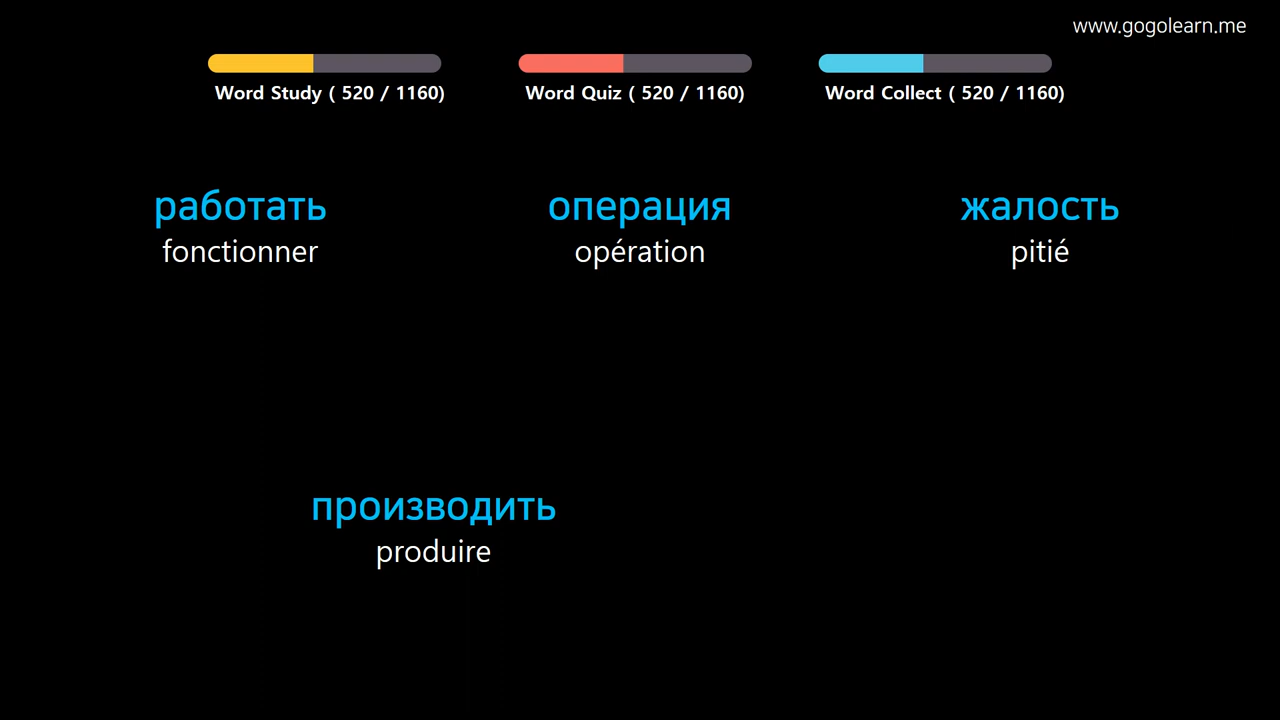 www.gogolearn.me
Word Study ( 520 / 1160)
Word Quiz ( 520 / 1160)
Word Collect ( 520 / 1160)
работать
fonctionner
операция
opération
жалость
pitié
производить
produire